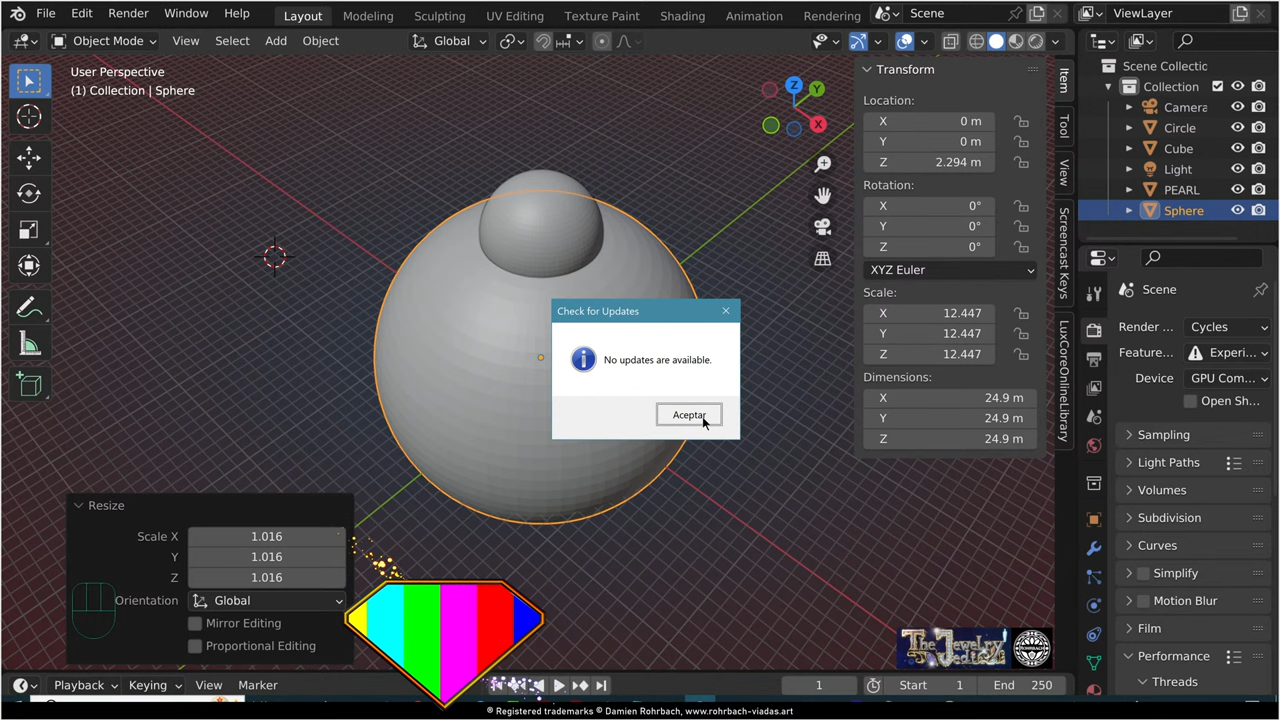 File Edit Render Window Help Layout Modeling Sculpting UV Editing Texture Paint Shading Animation Rendering Scene ViewLayer
Object Mode View Select Add Object Global
User Perspective
(1) Collection | Sphere
Z
Y
X
Transform
Location:
X 0 m
Y 0 m
Z 2.294 m
Rotation:
X 0°
Y 0°
Z 0°
XYZ Euler
Scale:
X 12.447
Y 12.447
Z 12.447
Dimensions:
X 24.9 m
Y 24.9 m
Z 24.9 m
Item
Tool
View
Screencast Keys
LuxCoreOnlineLibrary
Scene Collectic
Collection
Camera
Circle
Cube
Light
PEARL
Sphere
Scene
Render ... Cycles
Feature... Experi...
Device GPU Com...
Open Sh...
Sampling
Light Paths
Volumes
Subdivision
Curves
Simplify
Motion Blur
Film
Performance
Threads
Check for Updates
No updates are available.
Aceptar
Resize
Scale X 1.016
Y 1.016
Z 1.016
Orientation Global
Mirror Editing
Proportional Editing
The Jewelry
ROHRBACH
Playback Keying View Marker 1 Start 1 End 250
® Registered trademarks © Damien Rohrbach, www.rohrbach-viadas.art